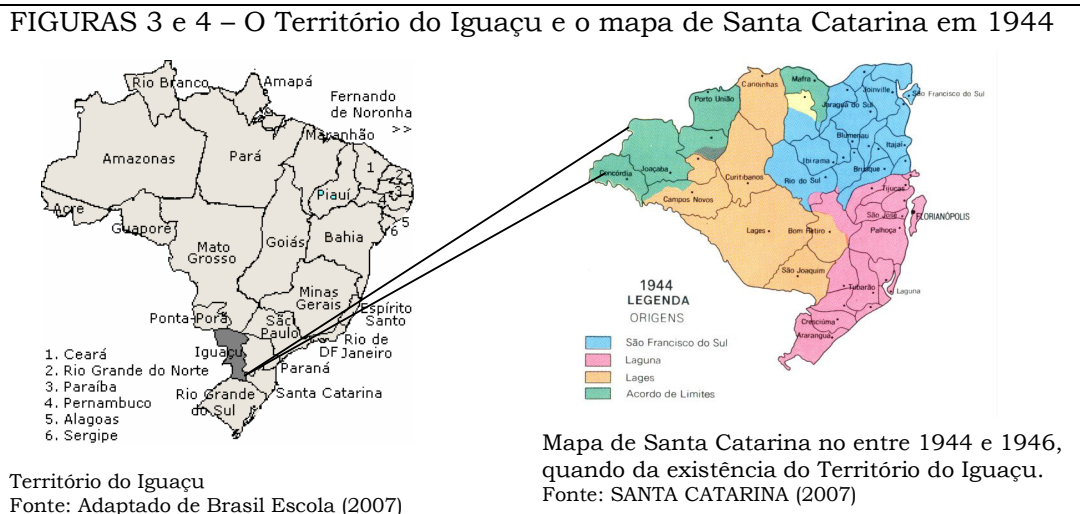 FIGURAS 3 e 4 – O Território do Iguaçu e o mapa de Santa Catarina em 1944
Rio Branco
Amapá
Fernando
de Noronha
>>
Maranhão
Amazonas
Pará
1
2
3
4
5
6
Piauí
Acre
Guaporé
Mato
Grosso
Goiás
Bahia
Minas
Gerais
Espírito
Santo
Ponta-Porã
São
Paulo
Rio de
Janeiro
DF
Iguaçu
Paraná
Santa Catarina
Rio Grande
do Sul
1. Ceará
2. Rio Grande do Norte
3. Paraíba
4. Pernambuco
5. Alagoas
6. Sergipe
Território do Iguaçu
Fonte: Adaptado de Brasil Escola (2007)
Canoinhas
Mafra
Porto União
Joinville
São Francisco do Sul
Jaraguá do Sul
Blumenau
Itajaí
Ibirama
Brusque
Rio do Sul
Concórdia
Joaçaba
Curitibanos
Campos Novos
Tijucas
São José
FLORIANÓPOLIS
Palhoça
Lages
Bom Retiro
São Joaquim
Tubarão
Laguna
Cresciuma
Araranguá
1944
LEGENDA
ORIGENS
São Francisco do Sul
Laguna
Lages
Acordo de Limites
Mapa de Santa Catarina no entre 1944 e 1946,
quando da existência do Território do Iguaçu.
Fonte: SANTA CATARINA (2007)